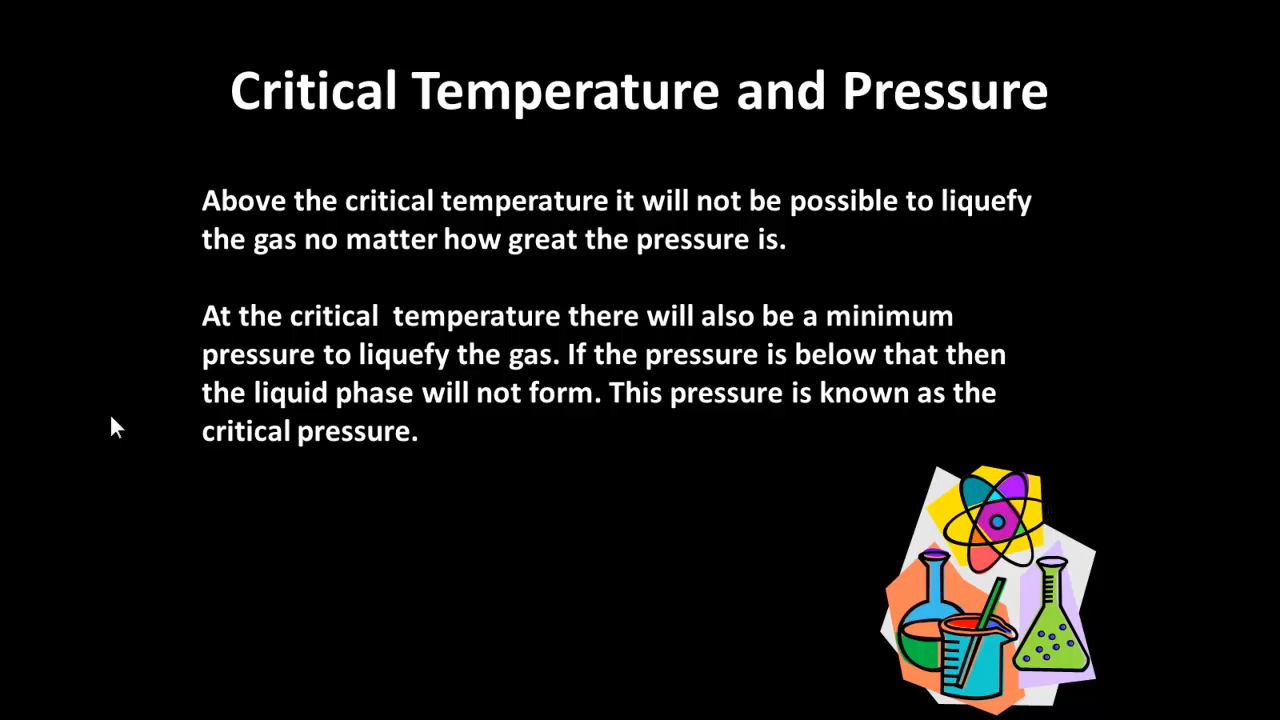 Critical Temperature and Pressure
Above the critical temperature it will not be possible to liquefy
the gas no matter how great the pressure is.
At the critical  temperature there will also be a minimum
pressure to liquefy the gas. If the pressure is below that then
the liquid phase will not form. This pressure is known as the
critical pressure.